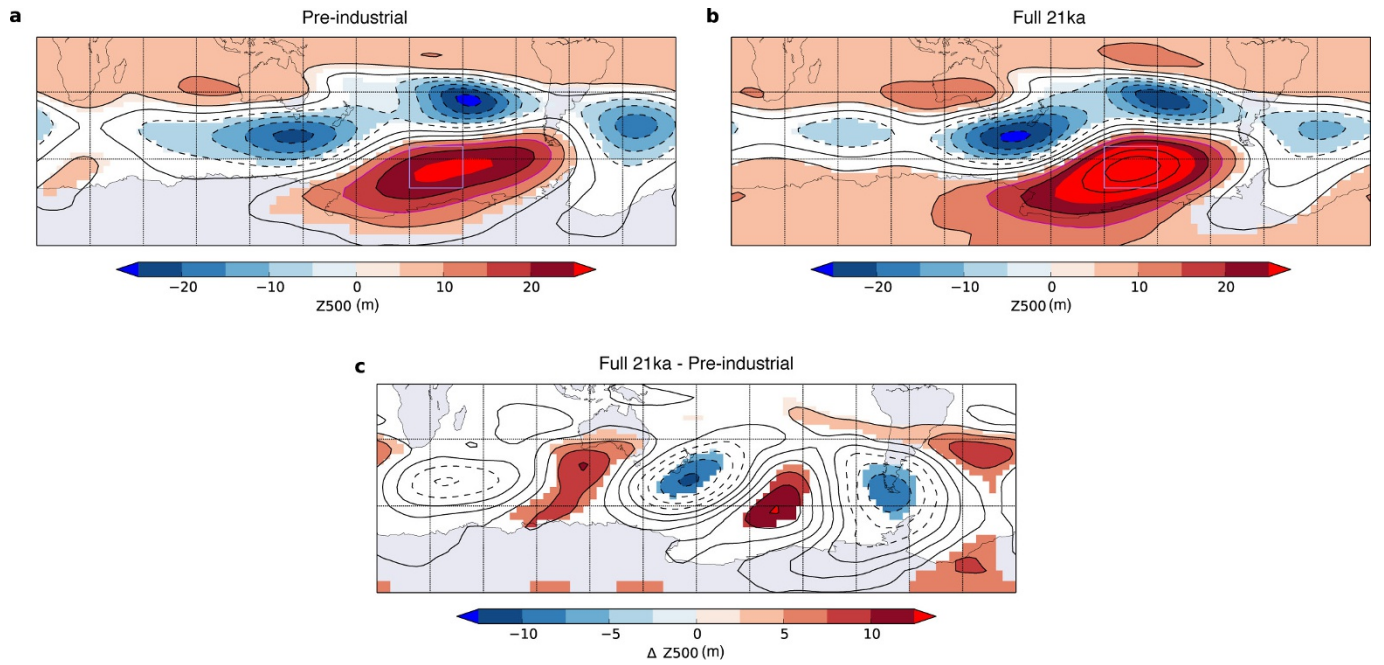 a Pre-industrial
b Full 21ka
−20 −10 0 10 20
Z500 (m)
−20 −10 0 10 20
Z500 (m)
c Full 21ka - Pre-industrial
−10 −5 0 5 10
Δ Z500 (m)